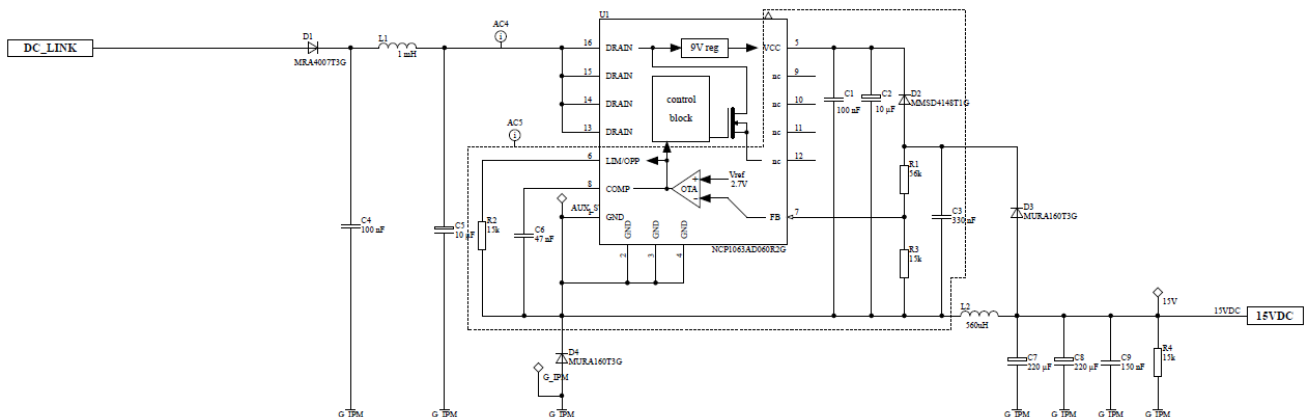 DC_LINK
D1
MRA4007T3G
L1
1 mH
AC4
i
U1
16
DRAIN
9V reg
VCC
5
15
DRAIN
nc
9
14
DRAIN
control
block
nc
10
13
DRAIN
nc
11
AC5
i
6
LIM/OPP
nc
12
8
COMP
OTA
+
-
Vref
2.7V
GND
FB
7
GND
GND
GND
2
3
4
NCP1063AD060R2G
C1
100 nF
C2
10 µF
D2
MMSD4148T1G
R1
56k
R3
15k
C3
330 nF
D3
MURA160T3G
C4
100 nF
C5
10 µF
R2
15k
C6
47 nF
D4
MURA160T3G
G_IPM
L2
560uH
15V
15VDC
15VDC
C7
220 µF
C8
220 µF
C9
150 nF
R4
15k
G_IPM
G_IPM
G_IPM
G_IPM
G_IPM
G_IPM
G_IPM